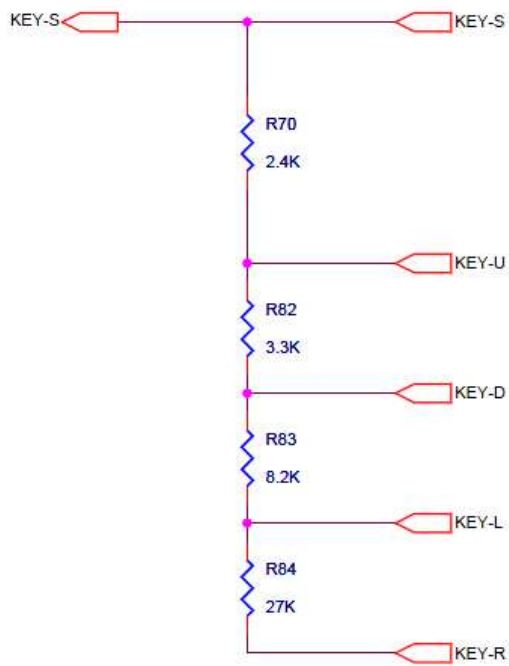 KEY-S
KEY-S
R70
2.4K
KEY-U
R82
3.3K
KEY-D
R83
8.2K
KEY-L
R84
27K
KEY-R